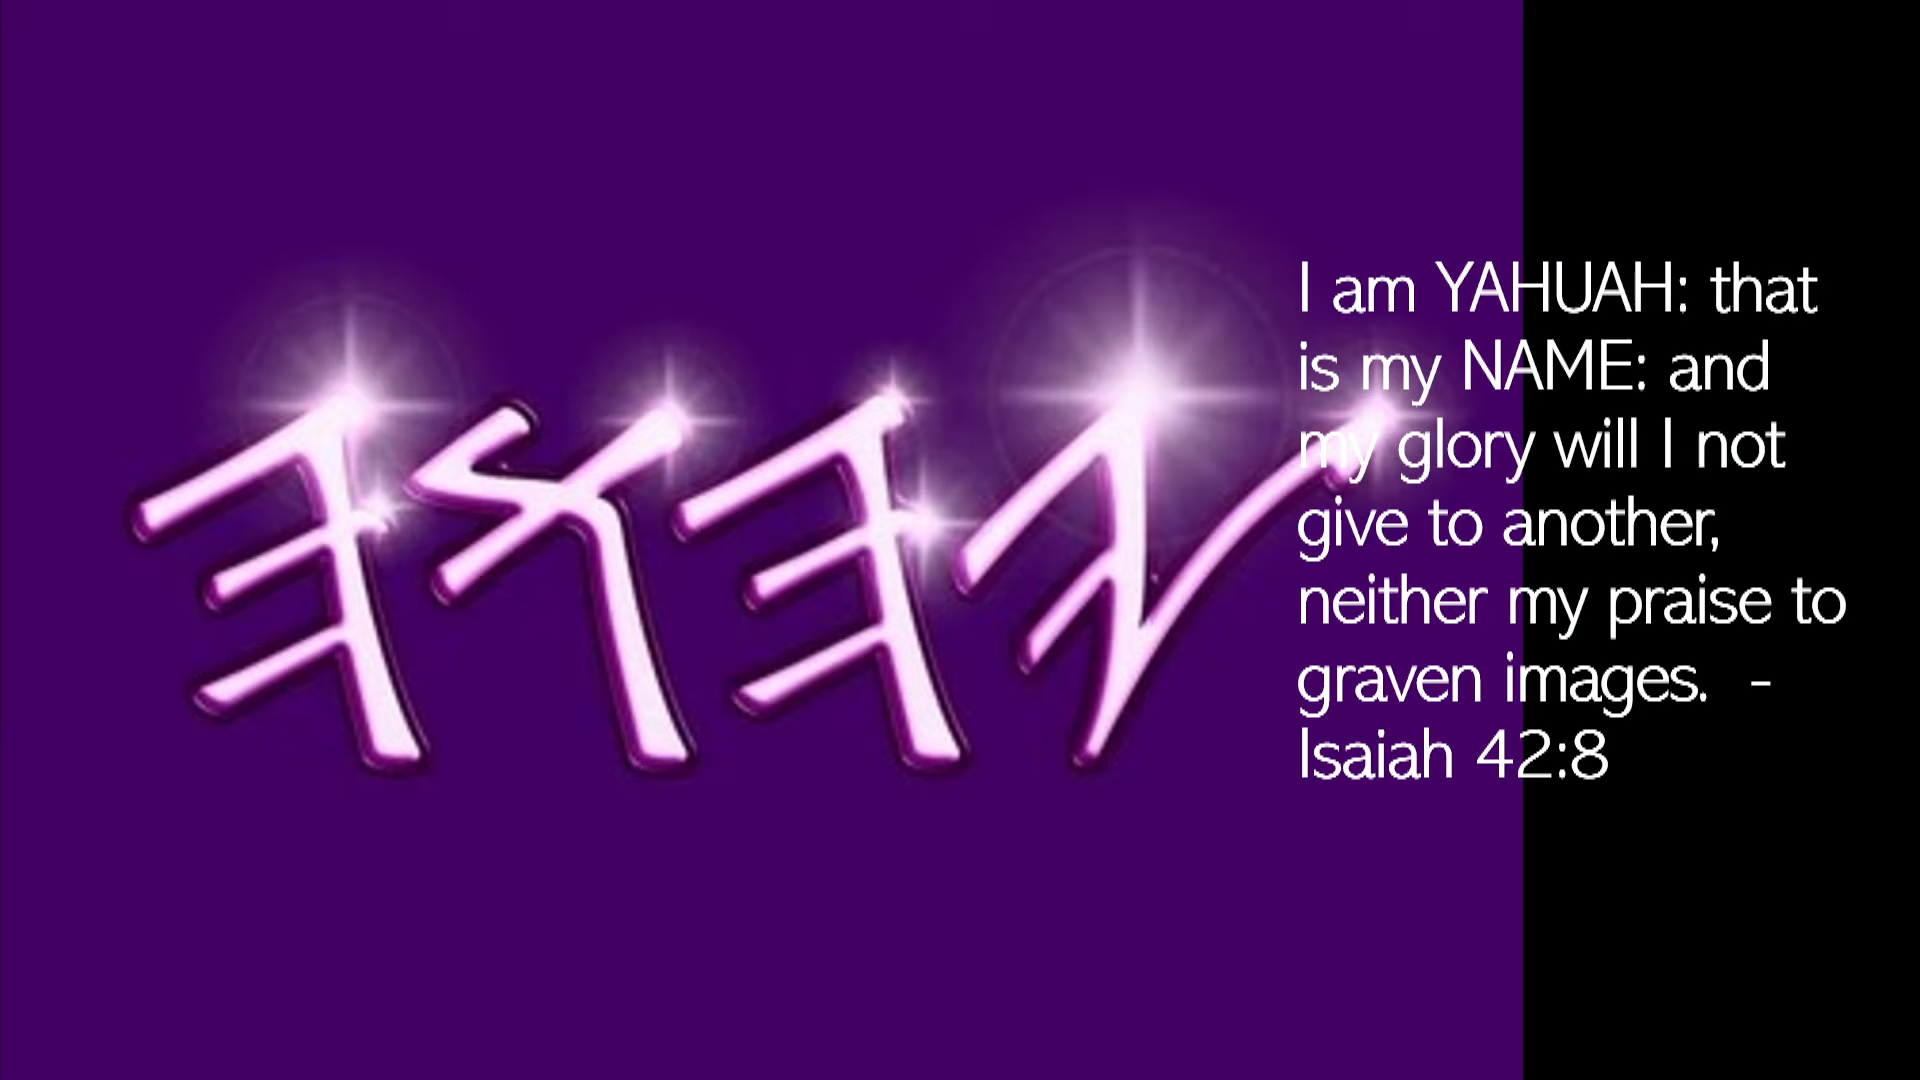 𐤉𐤄𐤅𐤄
I am YAHUAH: that
is my NAME: and
my glory will I not
give to another,
neither my praise to
graven images.  -
Isaiah 42:8